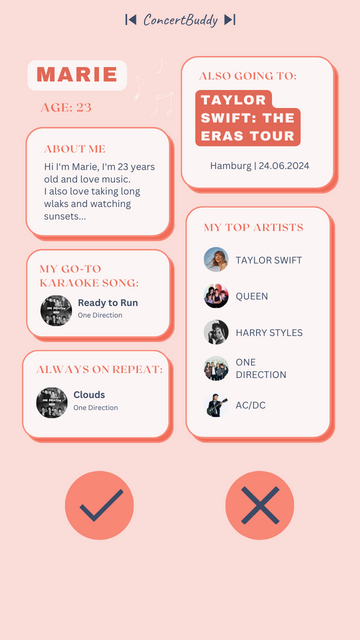 ConcertBuddy
MARIE
AGE: 23
ABOUT ME
Hi I'm Marie, I'm 23 years
old and love music.
I also love taking long
wlaks and watching
sunsets...
MY GO-TO
KARAOKE SONG:
Ready to Run
One Direction
ALWAYS ON REPEAT:
Clouds
One Direction
ALSO GOING TO:
TAYLOR
SWIFT: THE
ERAS TOUR
Hamburg | 24.06.2024
MY TOP ARTISTS
TAYLOR SWIFT
QUEEN
HARRY STYLES
ONE
DIRECTION
AC/DC